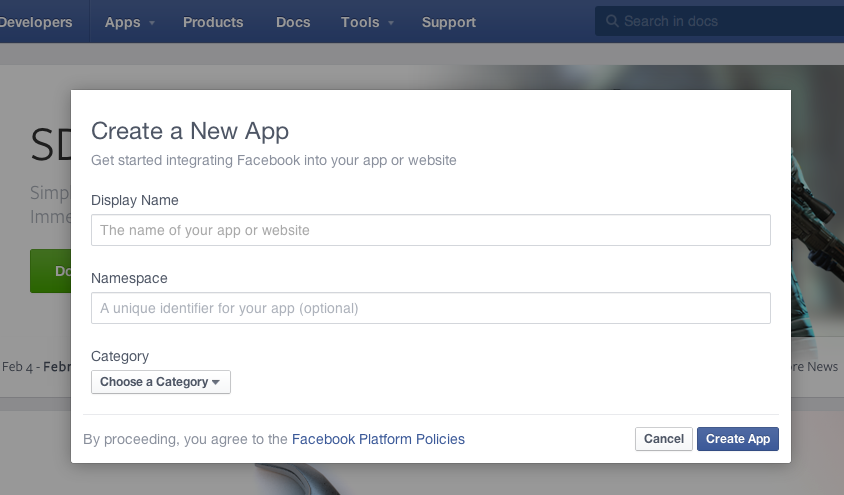 Developers Apps Products Docs Tools Support Search in docs
Create a New App
Get started integrating Facebook into your app or website
Display Name
The name of your app or website
Namespace
A unique identifier for your app (optional)
Category
Choose a Category
By proceeding, you agree to the Facebook Platform Policies Cancel Create App
SD
Simpl
Imme
Do
Feb 4 - Febr
ore News